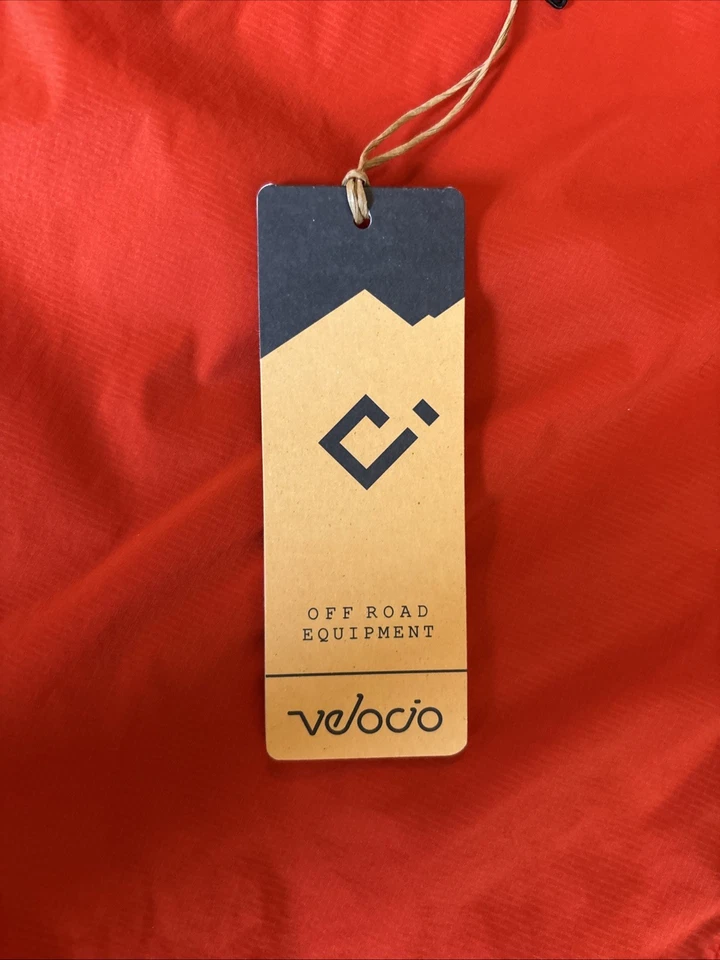 OFF ROAD
EQUIPMENT
velocio